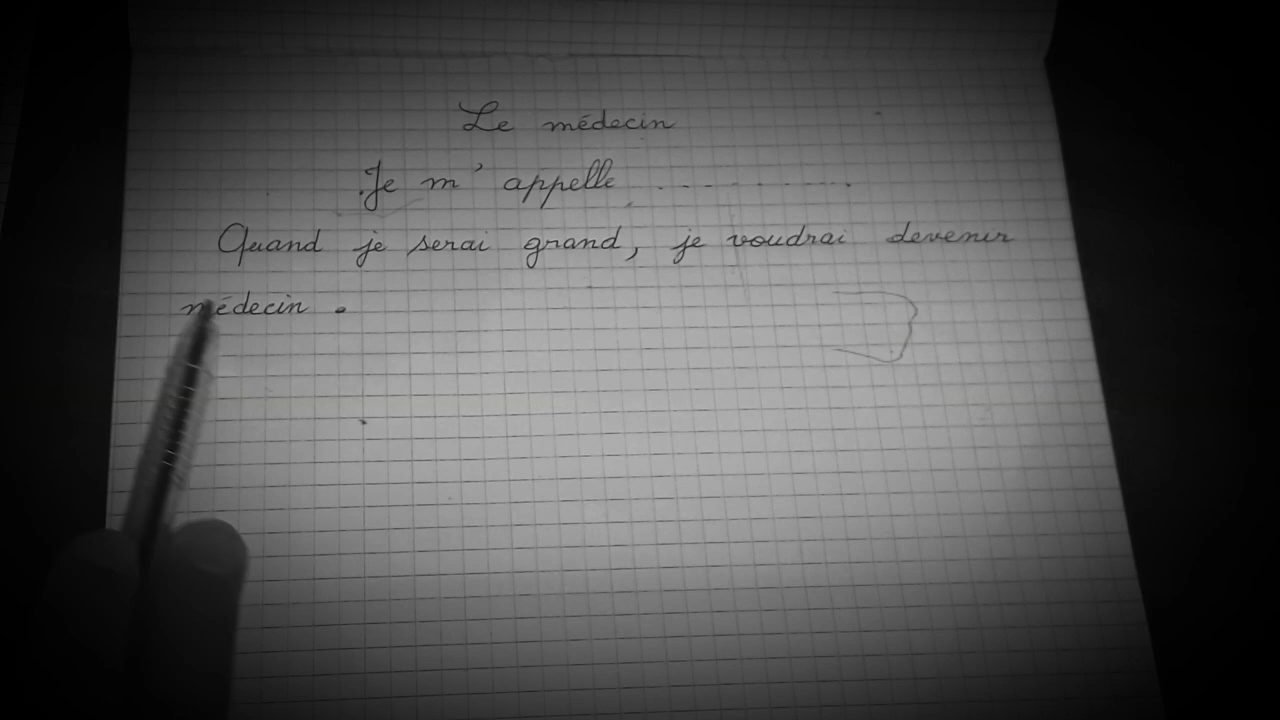 Le médecin
Je m'appelle ............
Quand je serai grand, je voudrai devenir
médecin.